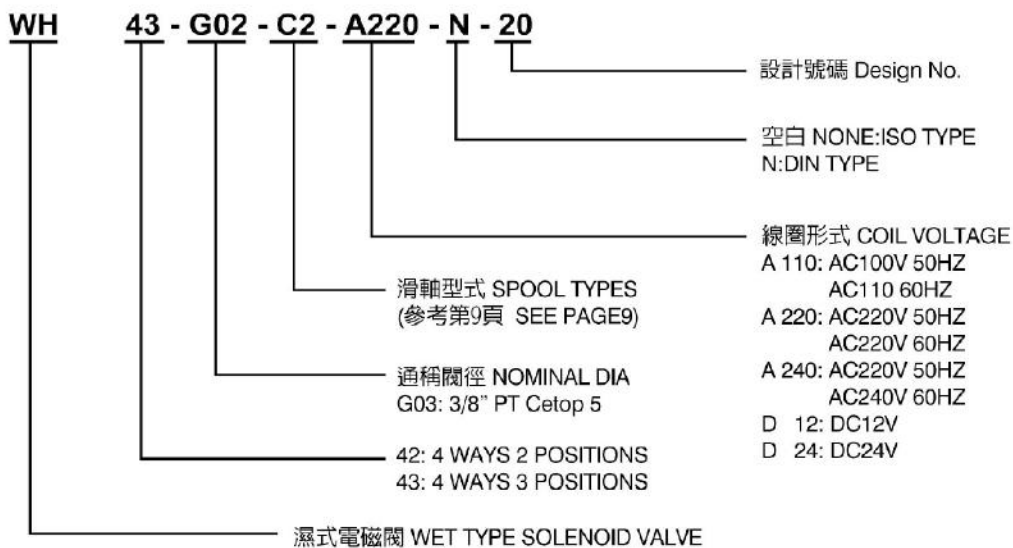 WH 43 - G02 - C2 - A220 - N - 20
設計號碼 Design No.
空白 NONE:ISO TYPE
N:DIN TYPE
線圈形式 COIL VOLTAGE
A 110: AC100V 50HZ
AC110 60HZ
A 220: AC220V 50HZ
AC220V 60HZ
A 240: AC220V 50HZ
AC240V 60HZ
D 12: DC12V
D 24: DC24V
滑軸型式 SPOOL TYPES
(參考第9頁 SEE PAGE9)
通稱閥徑 NOMINAL DIA
G03: 3/8” PT Cetop 5
42: 4 WAYS 2 POSITIONS
43: 4 WAYS 3 POSITIONS
濕式電磁閥 WET TYPE SOLENOID VALVE